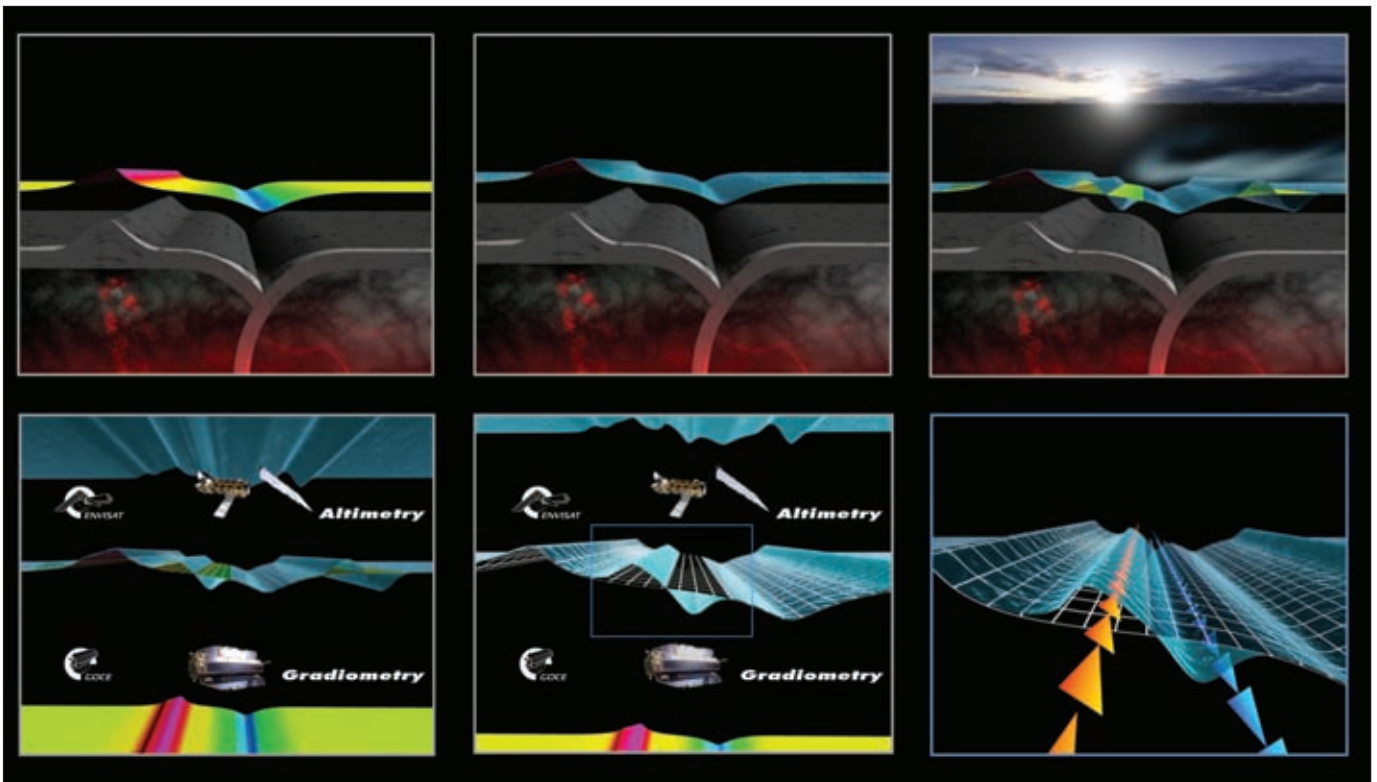 ENVISAT
Altimetry
GOCE
Gradiometry
ENVISAT
Altimetry
GOCE
Gradiometry